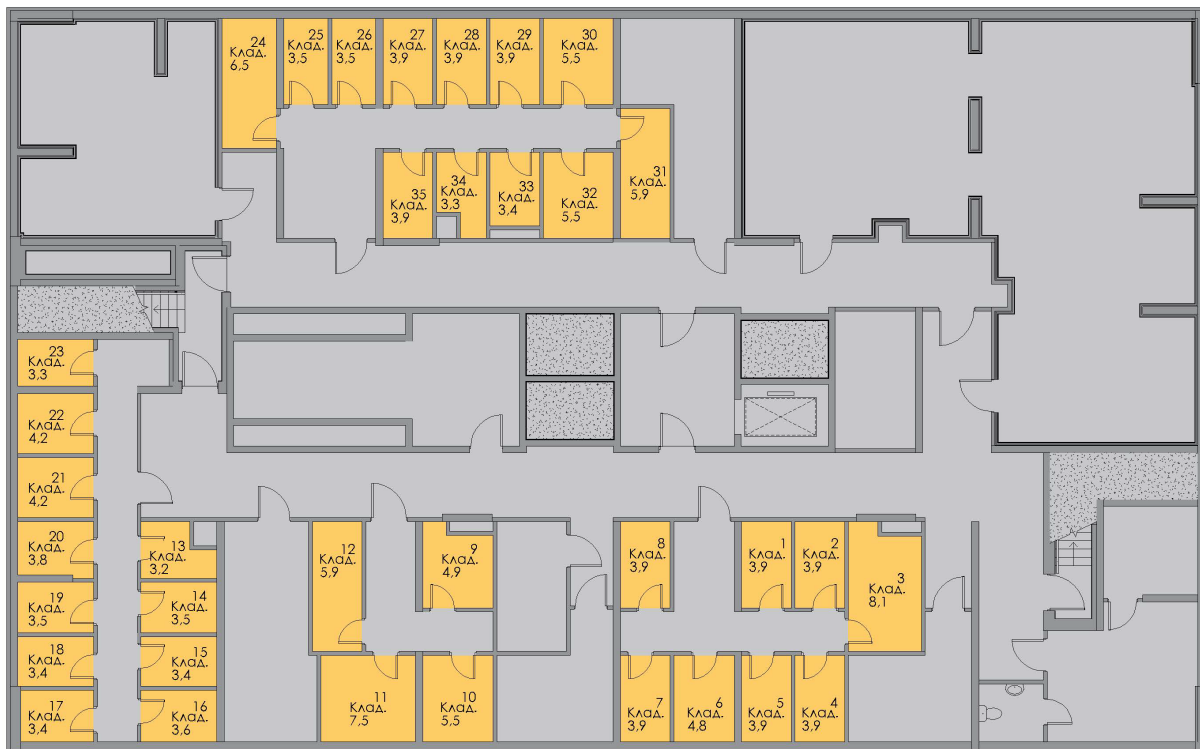 24
Клад.
6,5
25
Клад.
3,5
26
Клад.
3,5
27
Клад.
3,9
28
Клад.
3,9
29
Клад.
3,9
30
Клад.
5,5
31
Клад.
5,9
35
Клад.
3,9
34
Клад.
3,3
33
Клад.
3,4
32
Клад.
5,5
23
Клад.
3,3
22
Клад.
4,2
21
Клад.
4,2
20
Клад.
3,8
19
Клад.
3,5
18
Клад.
3,4
17
Клад.
3,4
13
Клад.
3,2
14
Клад.
3,5
15
Клад.
3,4
16
Клад.
3,6
12
Клад.
5,9
9
Клад.
4,9
11
Клад.
7,5
10
Клад.
5,5
8
Клад.
3,9
1
Клад.
3,9
2
Клад.
3,9
3
Клад.
8,1
7
Клад.
3,9
6
Клад.
4,8
5
Клад.
3,9
4
Клад.
3,9